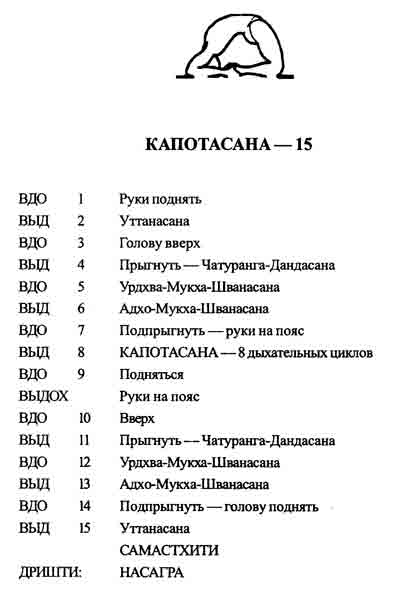 КАПОТАСАНА — 15
ВДО 1 Руки поднять
ВЫД 2 Уттанасана
ВДО 3 Голову вверх
ВЫД 4 Прыгнуть — Чатуранга-Дандасана
ВДО 5 Урдхва-Мукха-Шванасана
ВЫД 6 Адхо-Мукха-Шванасана
ВДО 7 Подпрыгнуть — руки на пояс
ВЫД 8 КАПОТАСАНА — 8 дыхательных циклов
ВДО 9 Подняться
ВЫДОХ Руки на пояс
ВДО 10 Вверх
ВЫД 11 Прыгнуть — Чатуранга-Дандасана
ВДО 12 Урдхва-Мукха-Шванасана
ВЫД 13 Адхо-Мукха-Шванасана
ВДО 14 Подпрыгнуть — голову поднять
ВЫД 15 Уттанасана
САМАСТХИТИ
ДРИШТИ: НАСАГРА